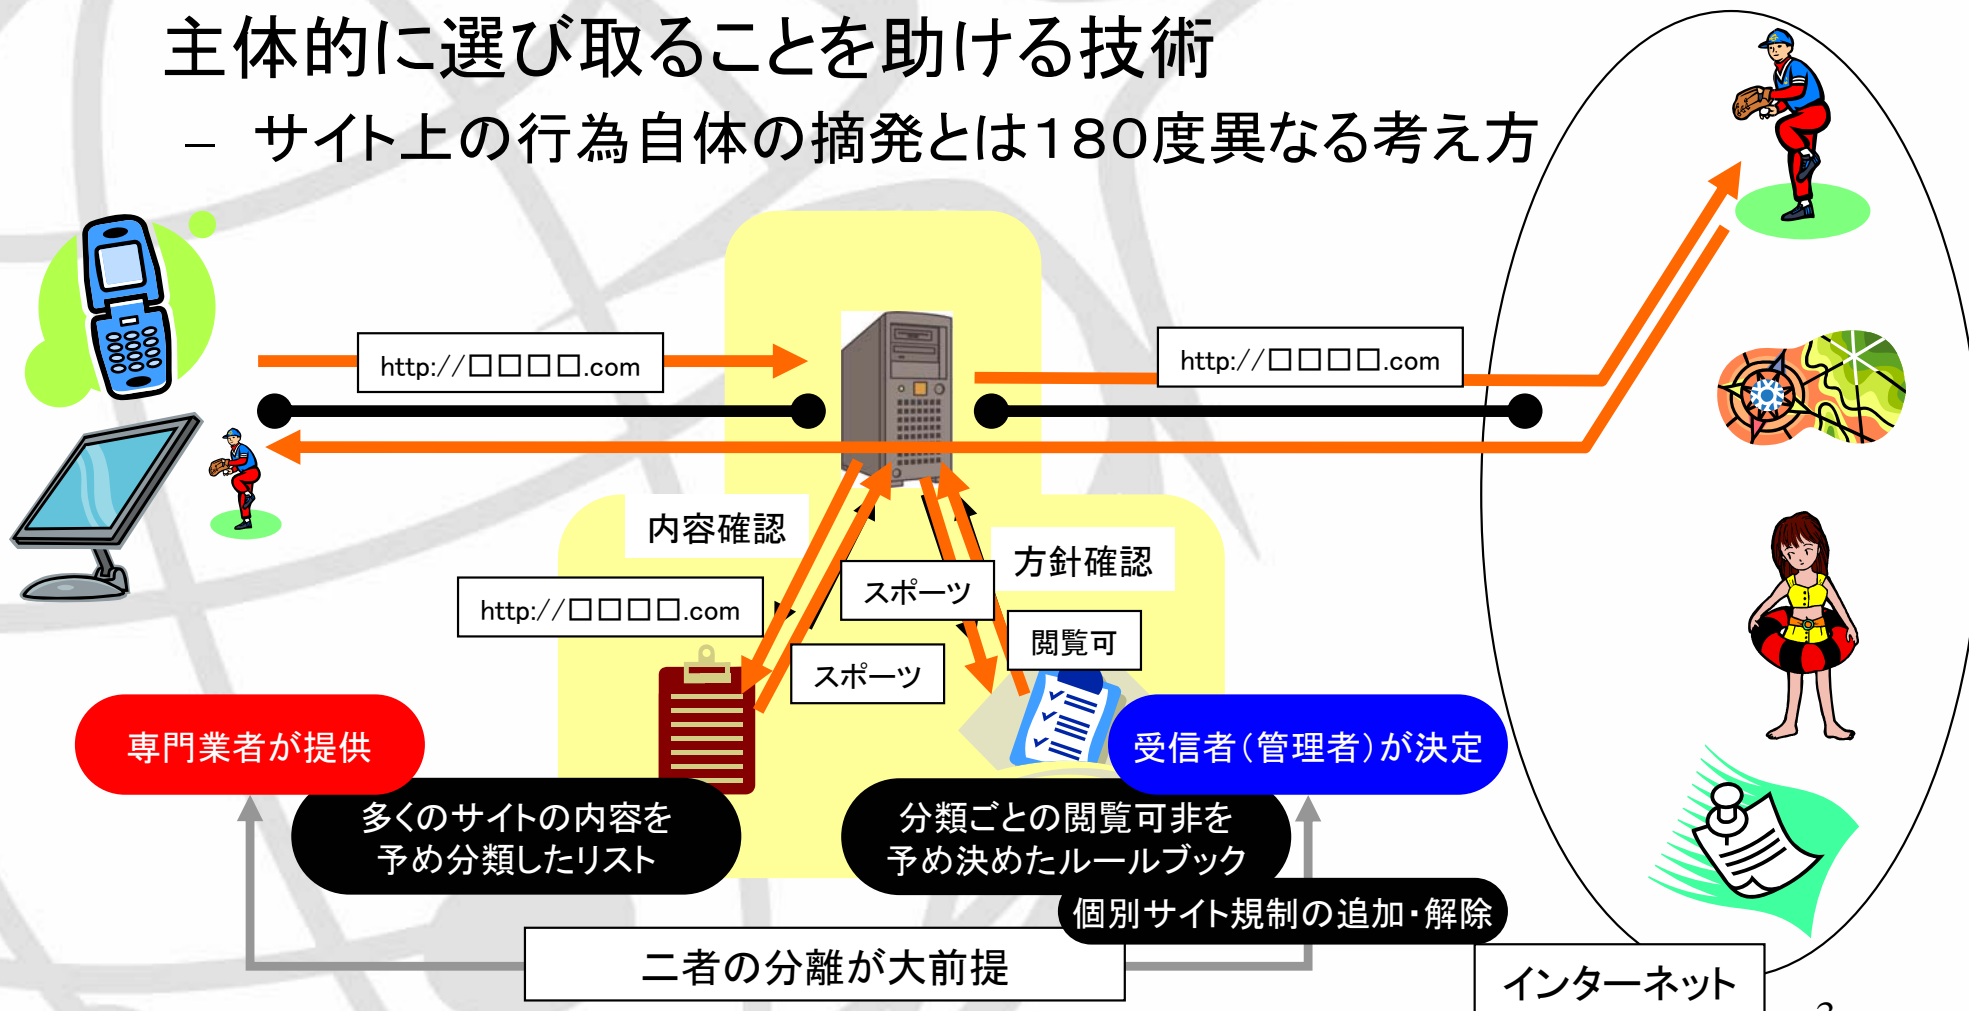 主体的に選び取ることを助ける技術
– サイト上の行為自体の摘発とは180度異なる考え方
http://□□□□.com
http://□□□□.com
内容確認
方針確認
http://□□□□.com
スポーツ
閲覧可
スポーツ
専門業者が提供
受信者(管理者)が決定
多くのサイトの内容を
予め分類したリスト
分類ごとの閲覧可非を
予め決めたルールブック
個別サイト規制の追加・解除
二者の分離が大前提
インターネット